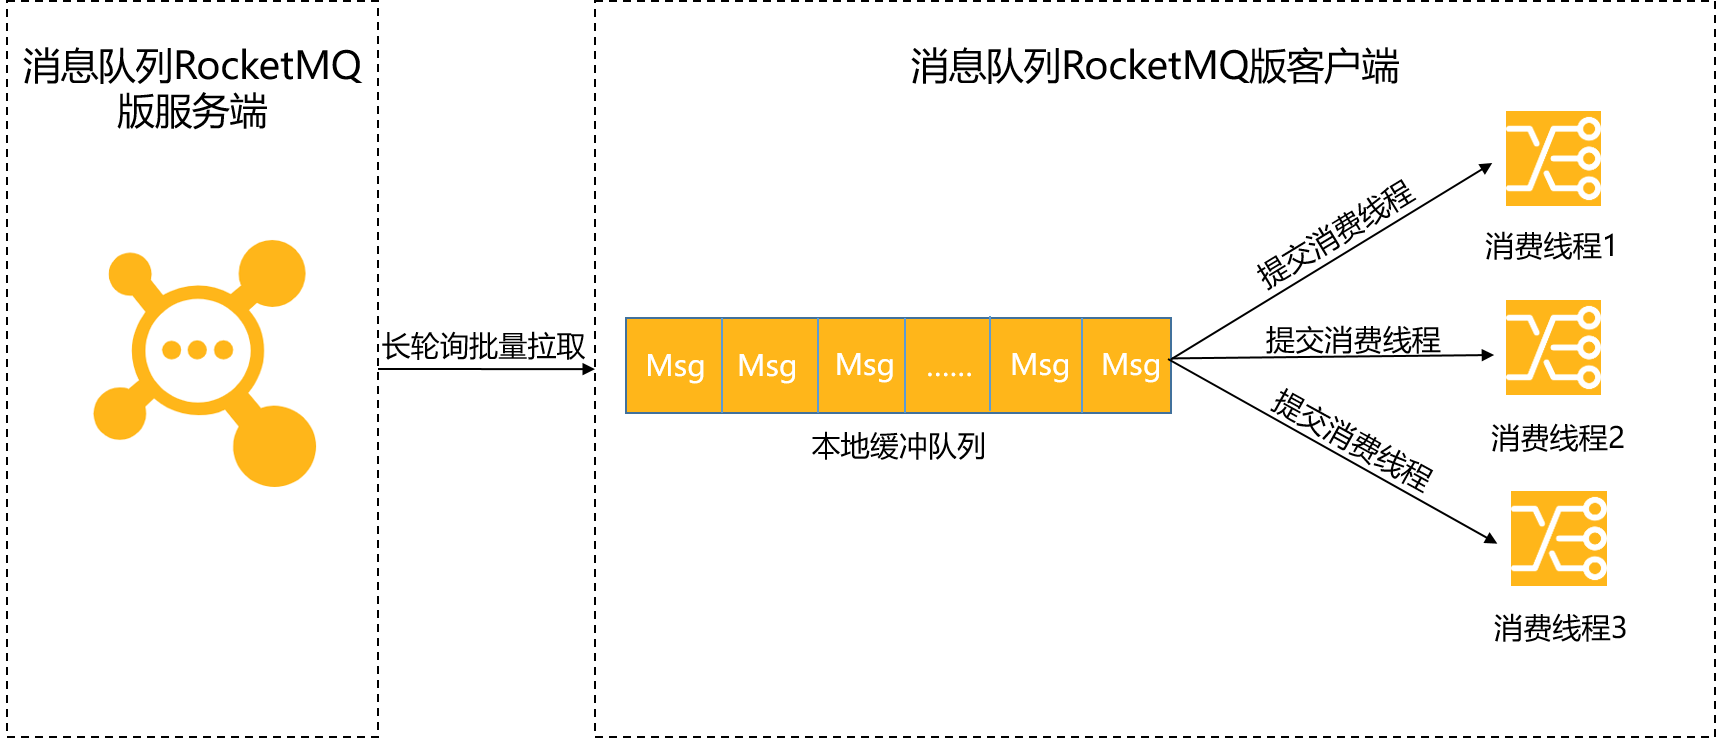 消息队列RocketMQ
版服务端
消息队列RocketMQ版客户端
长轮询批量拉取
Msg
Msg
Msg
......
Msg
Msg
本地缓冲队列
提交消费线程
提交消费线程
提交消费线程
消费线程1
消费线程2
消费线程3